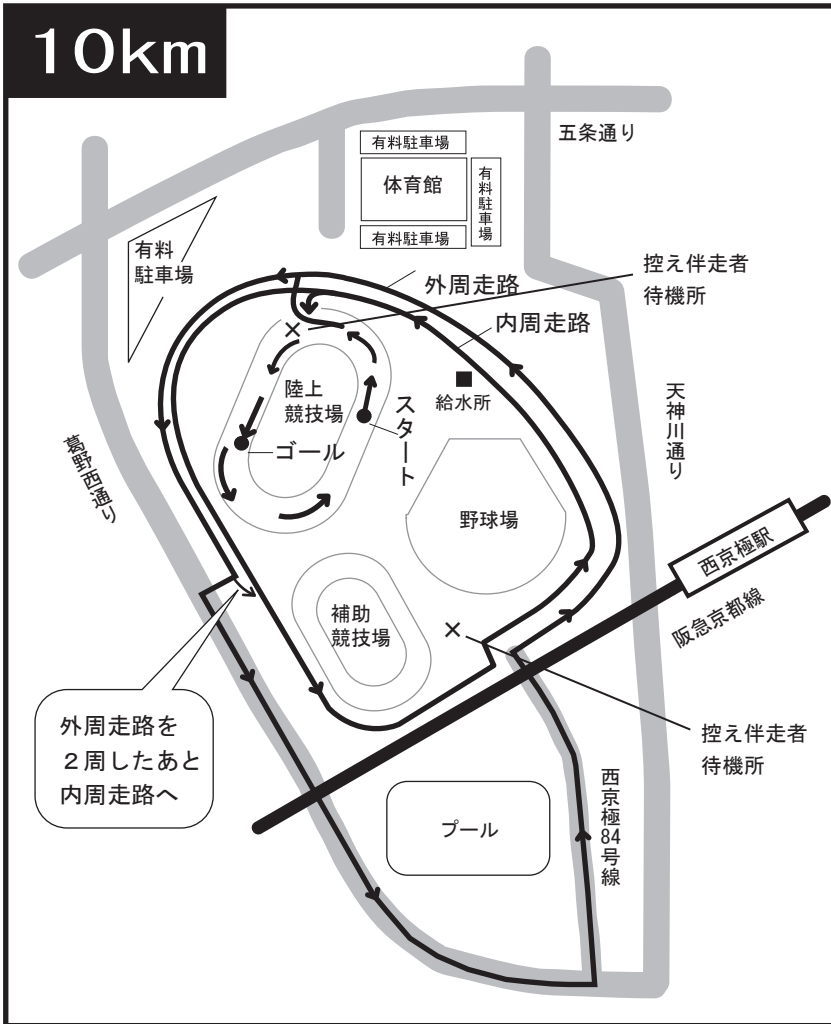 10km
五条通り
有料駐車場
体育館
有料駐車場
有料駐車場
有料
駐車場
控え伴走者
待機所
外周走路
内周走路
給水所
陸上
競技場
スタート
ゴール
天神川通り
葛野西通り
野球場
西京極駅
阪急京都線
補助
競技場
外周走路を
2周したあと
内周走路へ
控え伴走者
待機所
プール
西京極84号線